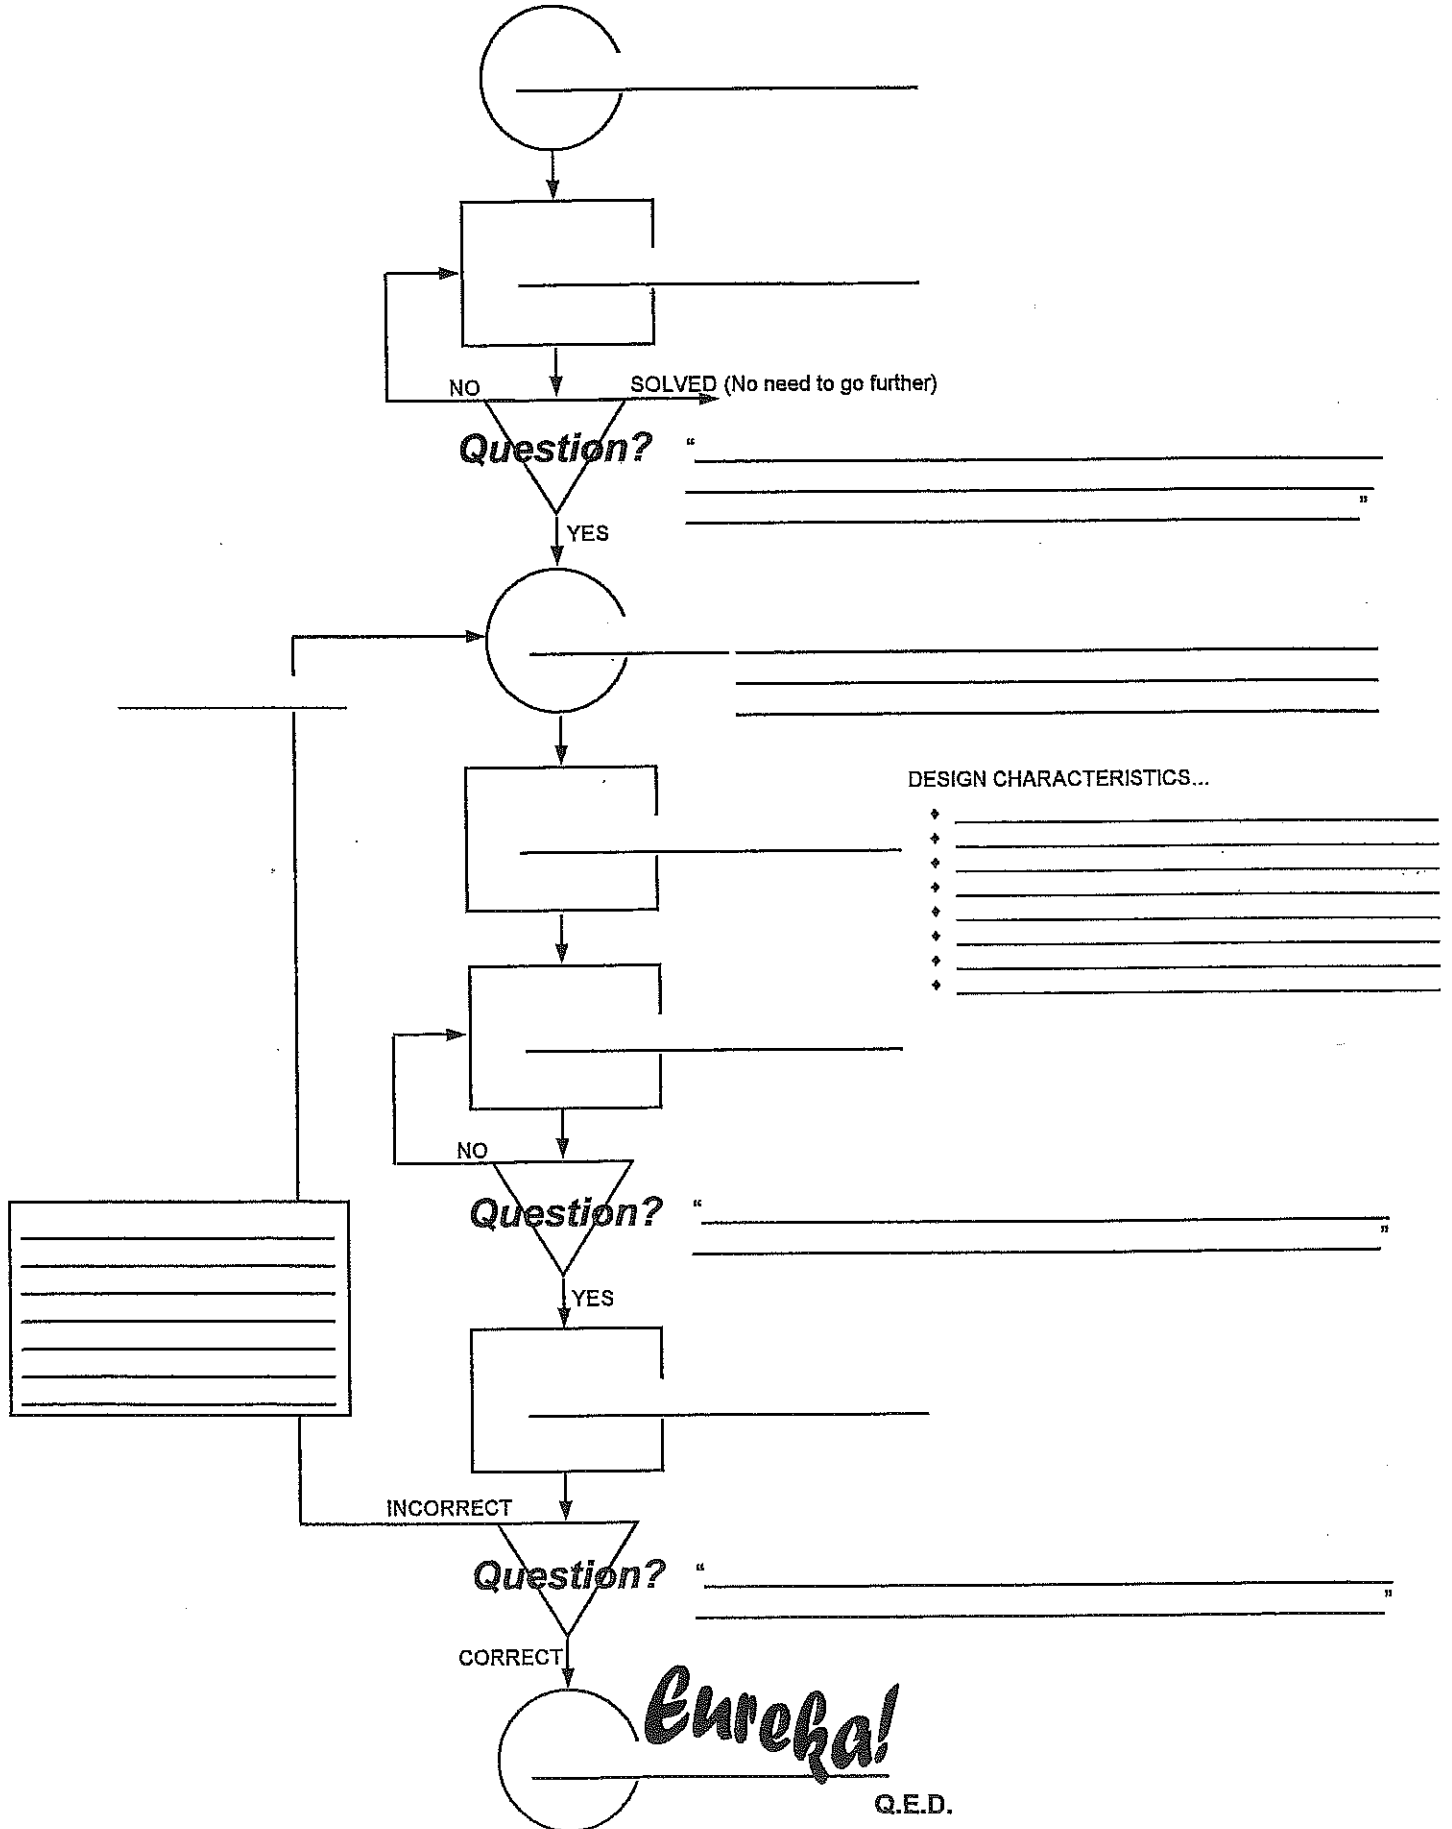 NO
SOLVED (No need to go further)
Question?
“
”
YES
DESIGN CHARACTERISTICS...
NO
Question?
“
”
YES
INCORRECT
Question?
“
”
CORRECT
Eureka!
Q.E.D.